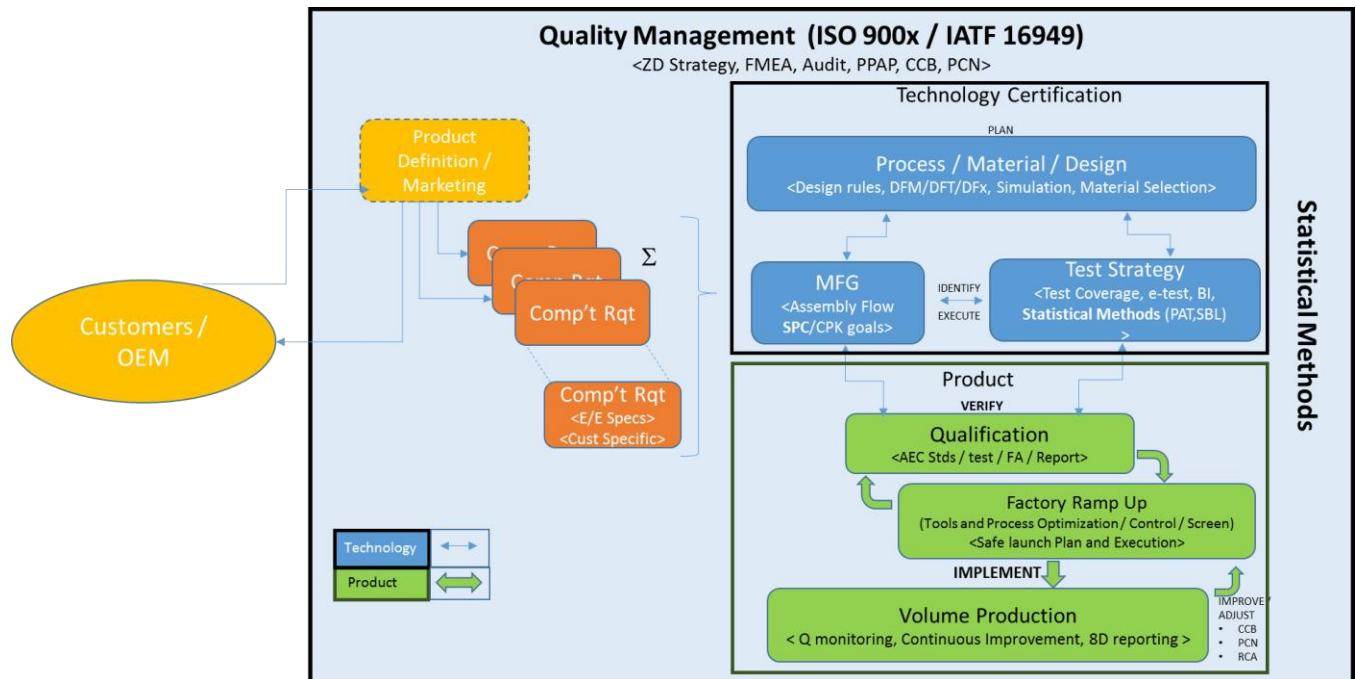 Quality Management (ISO 900x / IATF 16949)
<ZD Strategy, FMEA, Audit, PPAP, CCB, PCN>
Customers /
OEM
Product
Definition /
Marketing
Comp't Rqt
Comp't Rqt
<E/E Specs>
<Cust Specific>
Σ
Technology Certification
PLAN
Process / Material / Design
<Design rules, DFM/DFT/DFx, Simulation, Material Selection>
MFG
<Assembly Flow
SPC/CPK goals>
IDENTIFY
EXECUTE
Test Strategy
<Test Coverage, e-test, BI,
Statistical Methods (PAT,SBL)
>
Product
VERIFY
Qualification
<AEC Stds / test / FA / Report>
Factory Ramp Up
(Tools and Process Optimization / Control / Screen)
<Safe launch Plan and Execution>
IMPLEMENT
Volume Production
< Q monitoring, Continuous Improvement, 8D reporting >
IMPROVE /
ADJUST
• CCB
• PCN
• RCA
Technology
Product
Statistical Methods